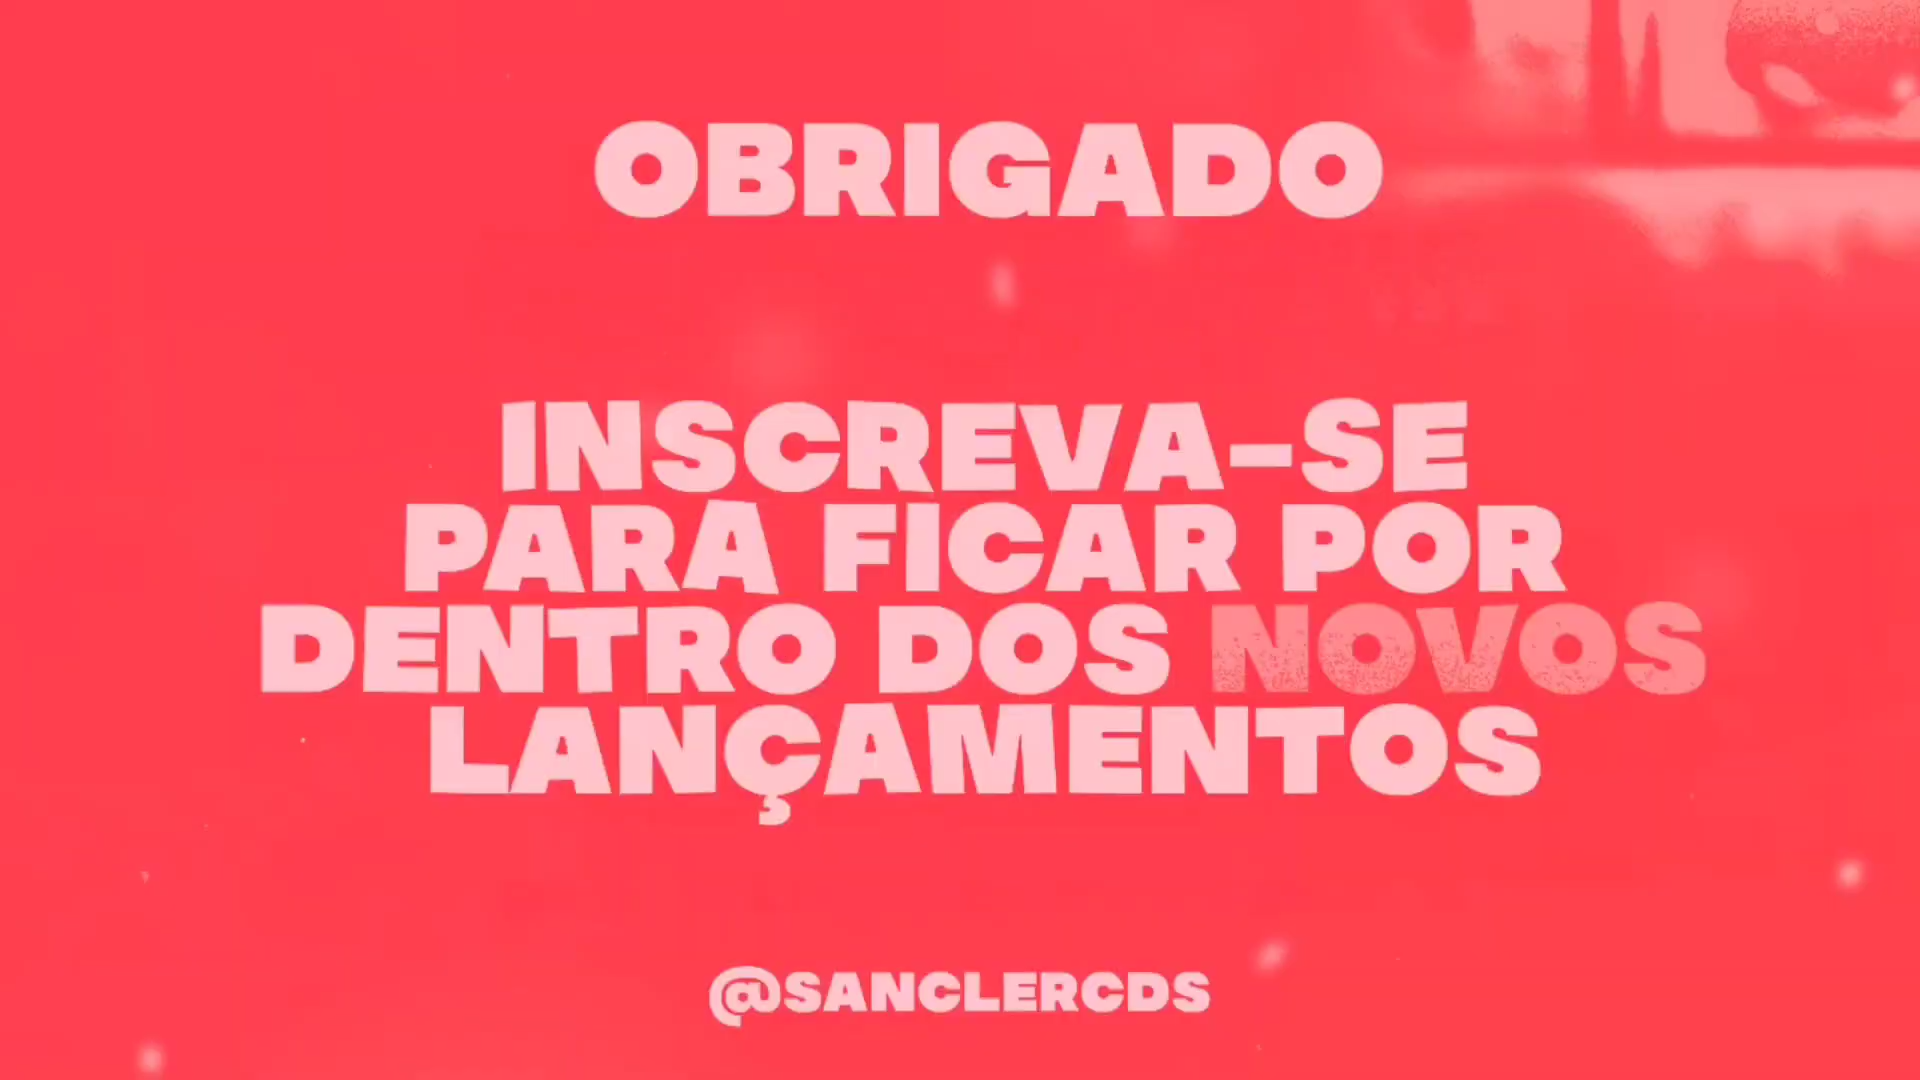 OBRIGADO
INSCREVA-SE
PARA FICAR POR
DENTRO DOS NOVOS
LANÇAMENTOS
@SANCLERCDS